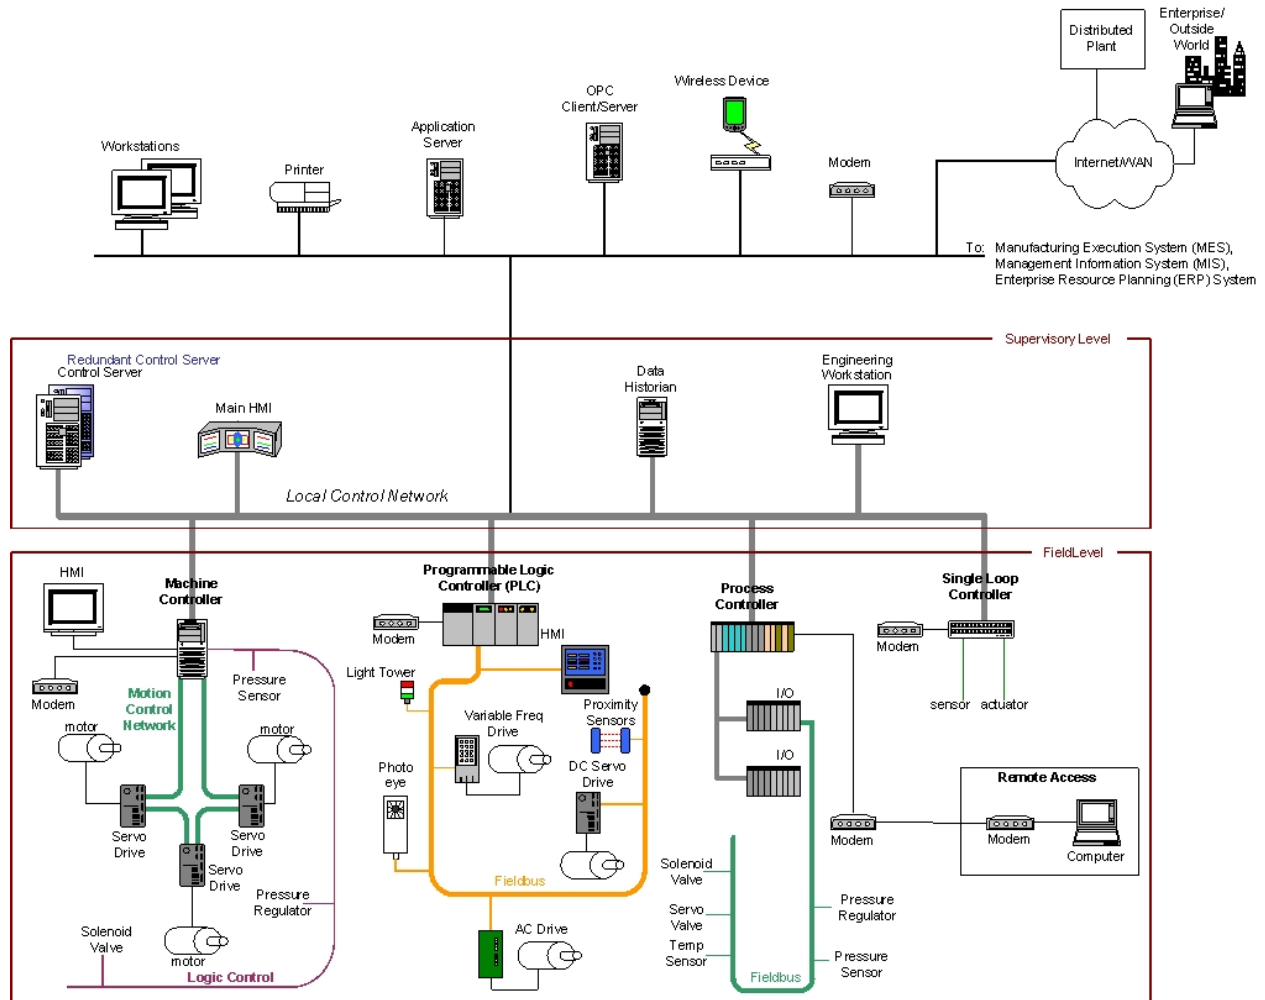 Distributed
Plant
Enterprise/
Outside
World
Wireless Device
OPC
Client/Server
Application
Server
Workstations
Printer
Modem
Internet/WAN
To: Manufacturing Execution System (MES),
Management Information System (MIS),
Enterprise Resource Planning (ERP) System
Supervisory Level
Redundant Control Server
Control Server
Main HMI
Data
Historian
Engineering
Workstation
Local Control Network
FieldLevel
HMI
Machine
Controller
Programmable Logic
Controller (PLC)
Process
Controller
Single Loop
Controller
Modem
HMI
Modem
Light Tower
Pressure
Sensor
Modem
Motion
Control
Network
motor
motor
Variable Freq
Drive
Proximity
Sensors
I/O
sensor
actuator
Photo
eye
DC Servo
Drive
I/O
Remote Access
Servo
Drive
Servo
Drive
Servo
Drive
Modem
Modem
Computer
Solenoid
Valve
Fieldbus
Pressure
Regulator
Servo
Valve
Pressure
Regulator
Solenoid
Valve
AC Drive
Temp
Sensor
Pressure
Sensor
motor
Logic Control
Fieldbus